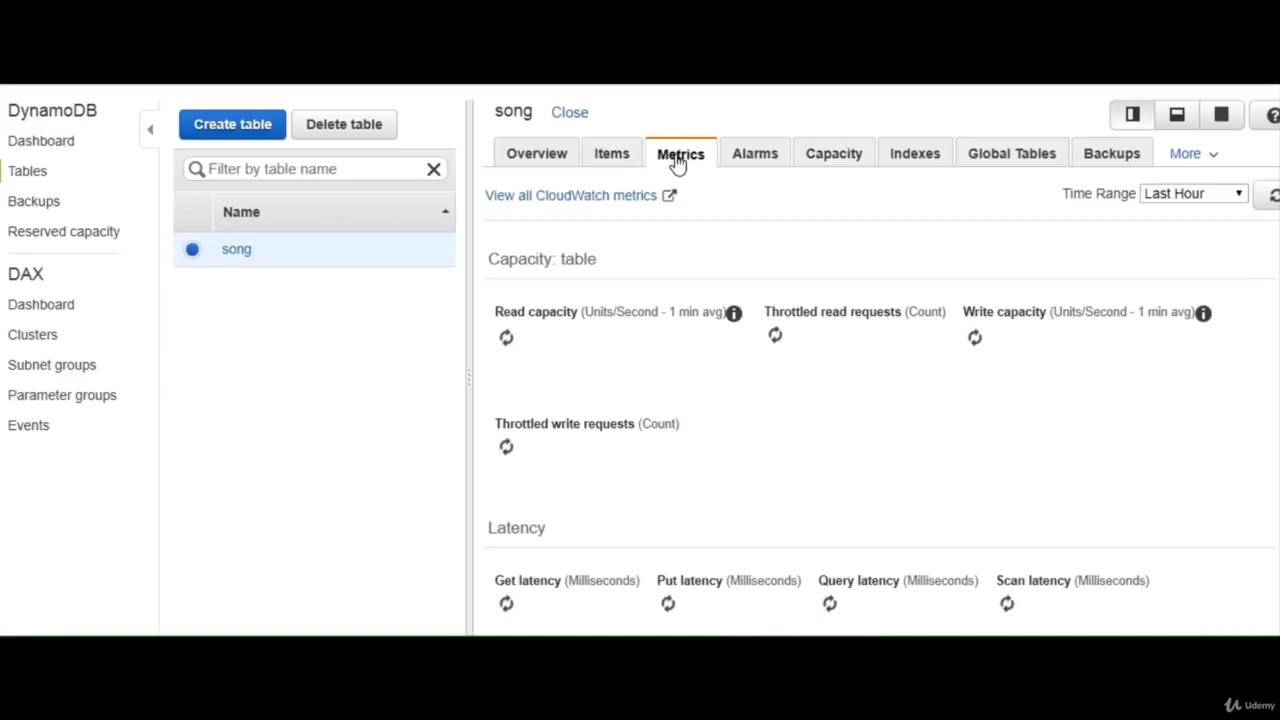 DynamoDB
Dashboard
Tables
Backups
Reserved capacity
DAX
Dashboard
Clusters
Subnet groups
Parameter groups
Events
Create table
Delete table
Filter by table name
Name
song
song
Close
Overview
Items
Metrics
Alarms
Capacity
Indexes
Global Tables
Backups
More
View all CloudWatch metrics
Time Range
Last Hour
Capacity: table
Read capacity (Units/Second - 1 min avg)
Throttled read requests (Count)
Write capacity (Units/Second - 1 min avg)
Throttled write requests (Count)
Latency
Get latency (Milliseconds)
Put latency (Milliseconds)
Query latency (Milliseconds)
Scan latency (Milliseconds)
Udemy